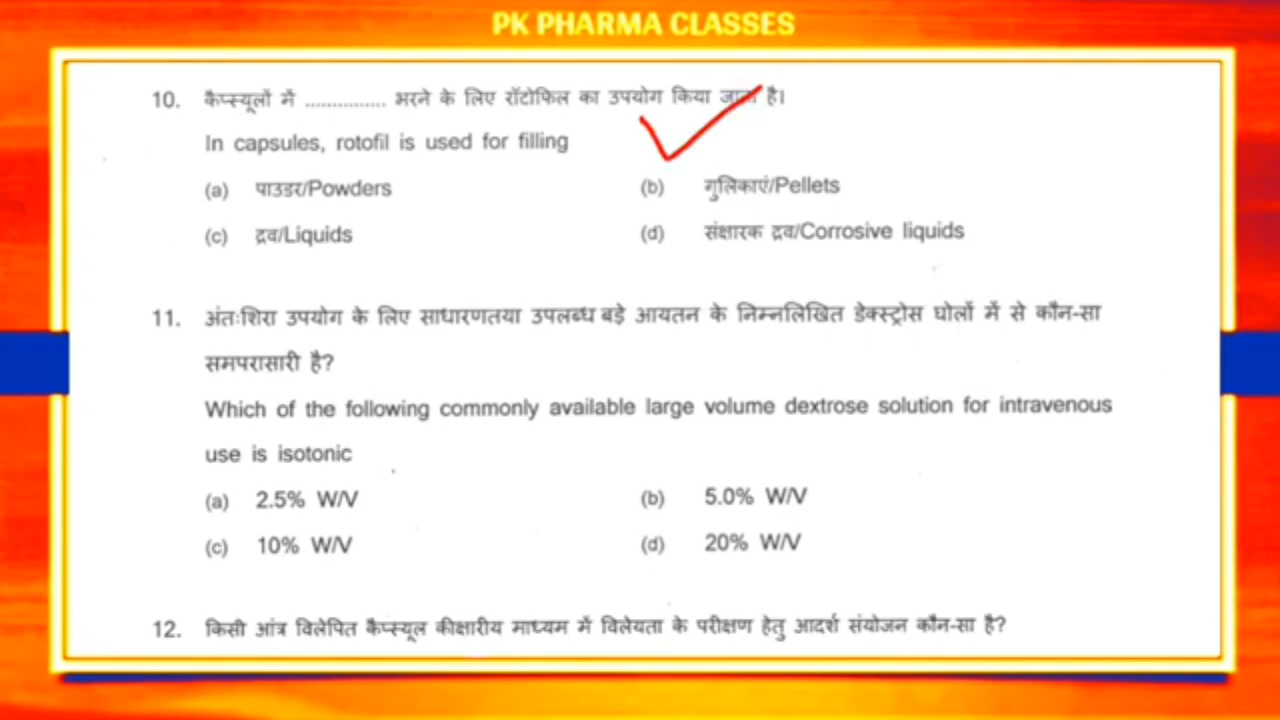 PK PHARMA CLASSES
10. कैप्स्यूलों में ............... भरने के लिए रॉटोफिल का उपयोग किया जाता है।
In capsules, rotofil is used for filling
(a) पाउडर/Powders (b) गुलिकाएं/Pellets
(c) द्रव/Liquids (d) संक्षारक द्रव/Corrosive liquids
11. अंतःशिरा उपयोग के लिए साधारणतया उपलब्ध बड़े आयतन के निम्नलिखित डेक्स्ट्रोस घोलों में से कौन-सा
समपरासारी है?
Which of the following commonly available large volume dextrose solution for intravenous
use is isotonic
(a) 2.5% W/V (b) 5.0% W/V
(c) 10% W/V (d) 20% W/V
12. किसी आंत्र विलेपित कैप्स्यूल कीक्षारीय माध्यम में विलेयता के परीक्षण हेतु आदर्श संयोजन कौन-सा है?